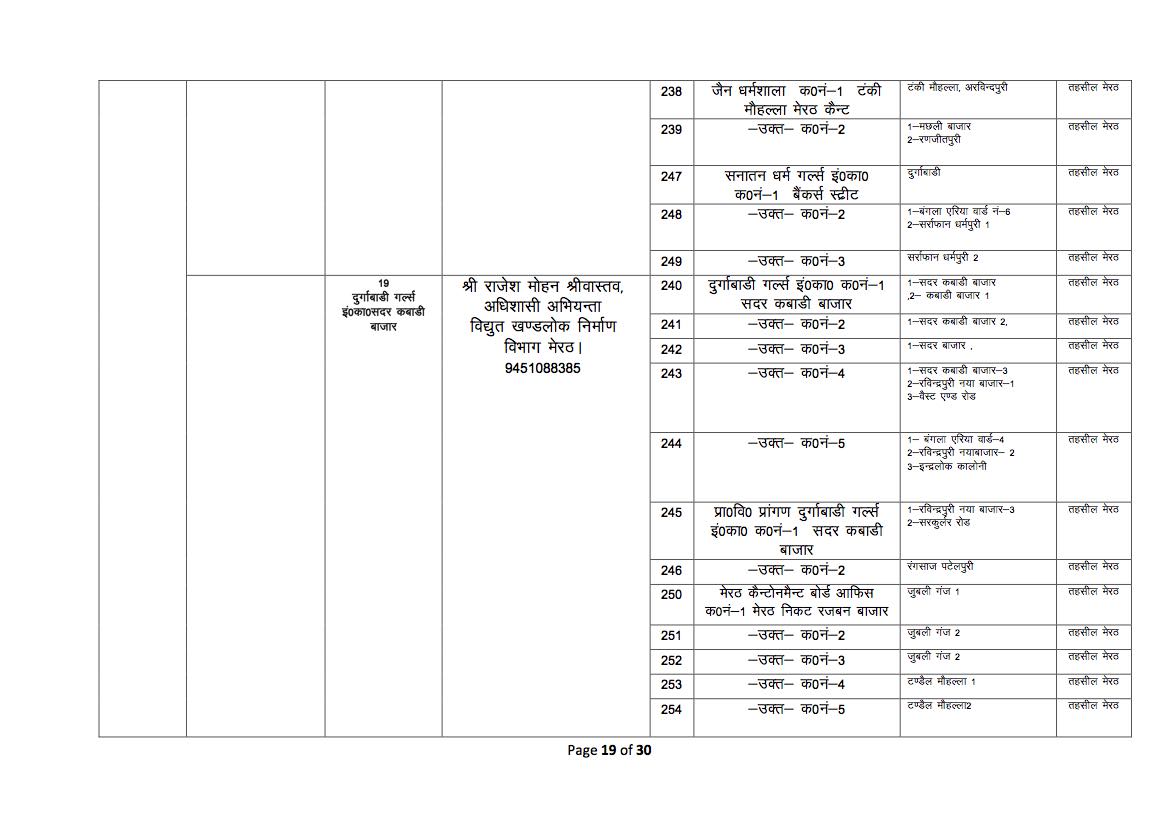 238
जैन धर्मशाला क0नं–1 टंकी
मौहल्ला मेरठ कैन्ट
टंकी मौहल्ला, अरविन्दपुरी
तहसील मेरठ
239
–उक्त– क0नं–2
1–मछली बाजार
2–रणजीतपुरी
तहसील मेरठ
247
सनातन धर्म गर्ल्स इं0का0
क0नं–1 बैंकर्स स्ट्रीट
दुर्गाबाडी
तहसील मेरठ
248
–उक्त– क0नं–2
1–बंगला एरिया वार्ड नं–6
2–सर्राफान धर्मपुरी 1
तहसील मेरठ
249
–उक्त– क0नं–3
सर्राफान धर्मपुरी 2
तहसील मेरठ
19
दुर्गाबाडी गर्ल्स
इं0का0सदर कबाडी
बाजार
श्री राजेश मोहन श्रीवास्तव,
अधिशासी अभियन्ता
विद्युत खण्डलोक निर्माण
विभाग मेरठ।
9451088385
240
दुर्गाबाडी गर्ल्स इं0का0 क0नं–1
सदर कबाडी बाजार
1–सदर कबाडी बाजार
,2– कबाडी बाजार 1
तहसील मेरठ
241
–उक्त– क0नं–2
1–सदर कबाडी बाजार 2,
तहसील मेरठ
242
–उक्त– क0नं–3
1–सदर बाजार ,
तहसील मेरठ
243
–उक्त– क0नं–4
1–सदर कबाडी बाजार–3
2–रविन्द्रपुरी नया बाजार–1
3–वैस्ट एण्ड रोड
तहसील मेरठ
244
–उक्त– क0नं–5
1– बंगला एरिया वार्ड–4
2–रविन्द्रपुरी नयाबाजार– 2
3–इन्द्रलोक कालोनी
तहसील मेरठ
245
प्रा0वि0 प्रांगण दुर्गाबाडी गर्ल्स
इं0का0 क0नं–1 सदर कबाडी
बाजार
1–रविन्द्रपुरी नया बाजार–3
2–सरकुर्लर रोड
तहसील मेरठ
246
–उक्त– क0नं–2
रंगसाज पटेलपुरी
तहसील मेरठ
250
मेरठ कैन्टोनमैन्ट बोर्ड आफिस
क0नं–1 मेरठ निकट रजबन बाजार
जुबली गंज 1
तहसील मेरठ
251
–उक्त– क0नं–2
जुबली गंज 2
तहसील मेरठ
252
–उक्त– क0नं–3
जुबली गंज 2
तहसील मेरठ
253
–उक्त– क0नं–4
टण्डैल मौहल्ला 1
तहसील मेरठ
254
–उक्त– क0नं–5
टण्डैल मौहल्ला2
तहसील मेरठ
Page 19 of 30